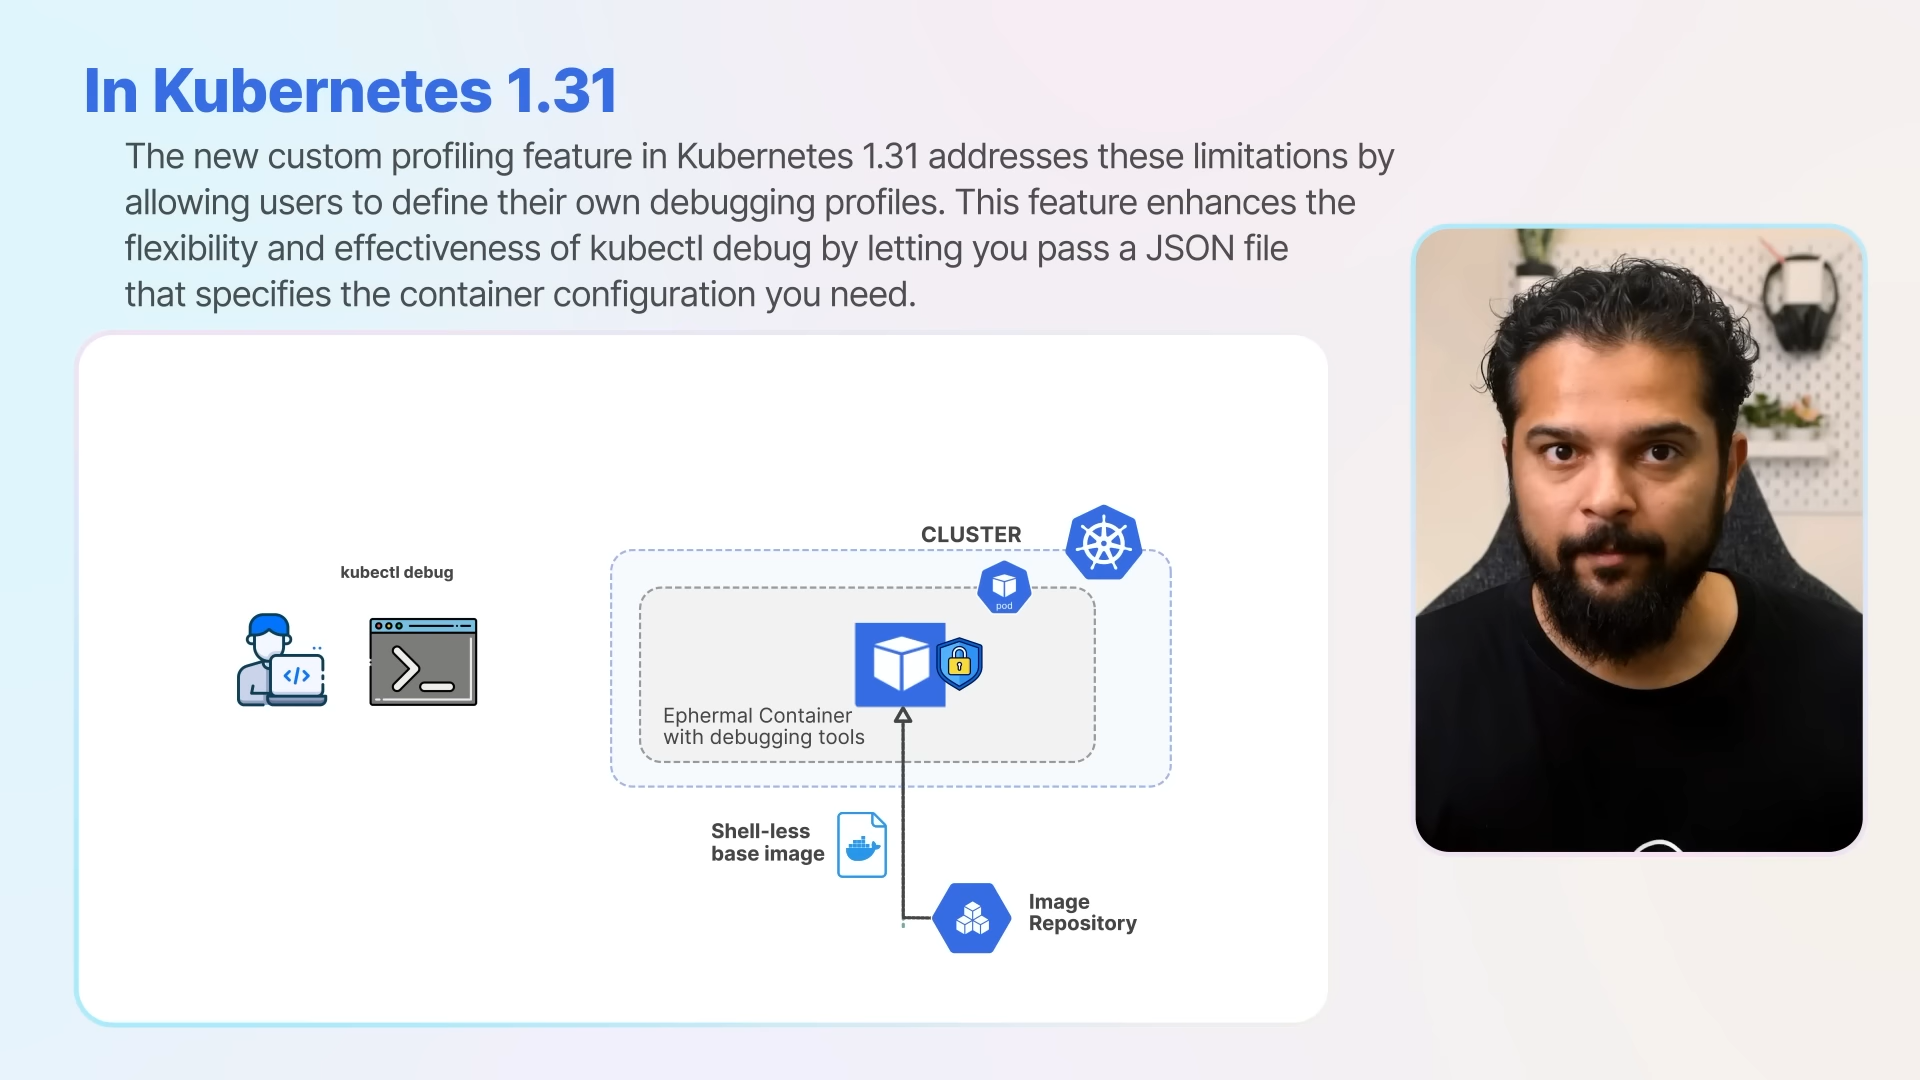 In Kubernetes 1.31
The new custom profiling feature in Kubernetes 1.31 addresses these limitations by
allowing users to define their own debugging profiles. This feature enhances the
flexibility and effectiveness of kubectl debug by letting you pass a JSON file
that specifies the container configuration you need.
CLUSTER
kubectl debug
pod
</>
Ephermal Container
with debugging tools
Shell-less
base image
Image
Repository